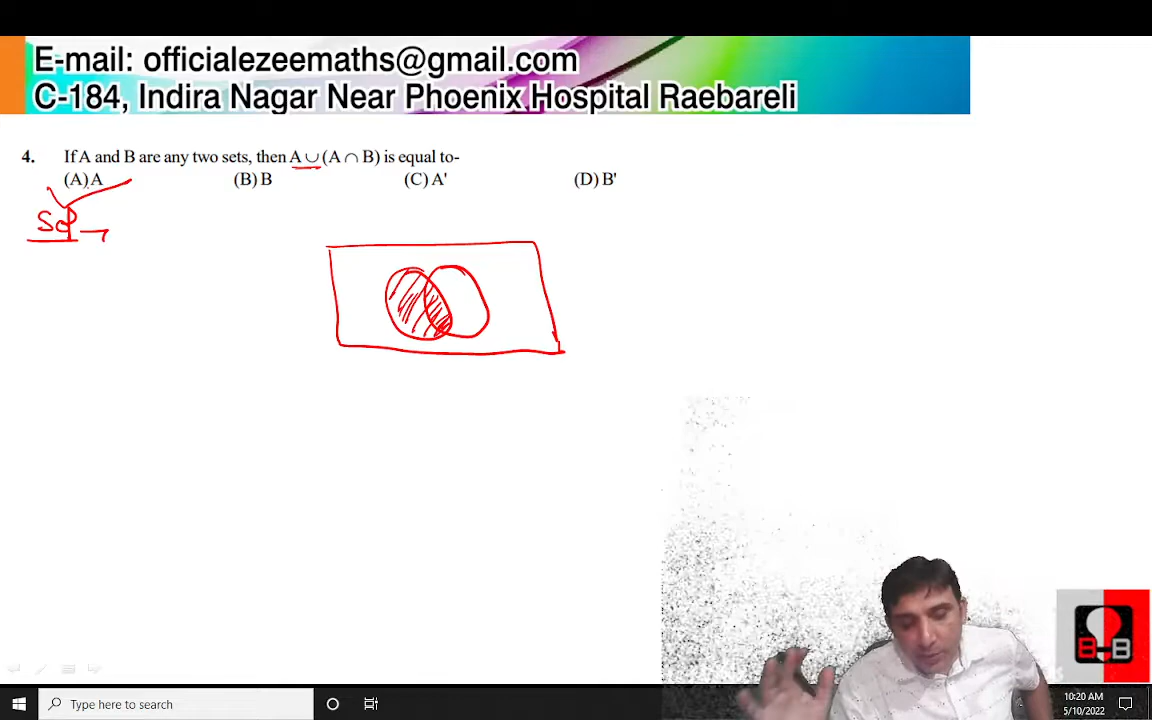 E-mail: officialezeemaths@gmail.com
C-184, Indira Nagar Near Phoenix Hospital Raebareli
4. If A and B are any two sets, then A ∪ (A ∩ B) is equal to-
(A) A (B) B (C) A' (D) B'
Sol
B B
Type here to search
10:20 AM
5/10/2022